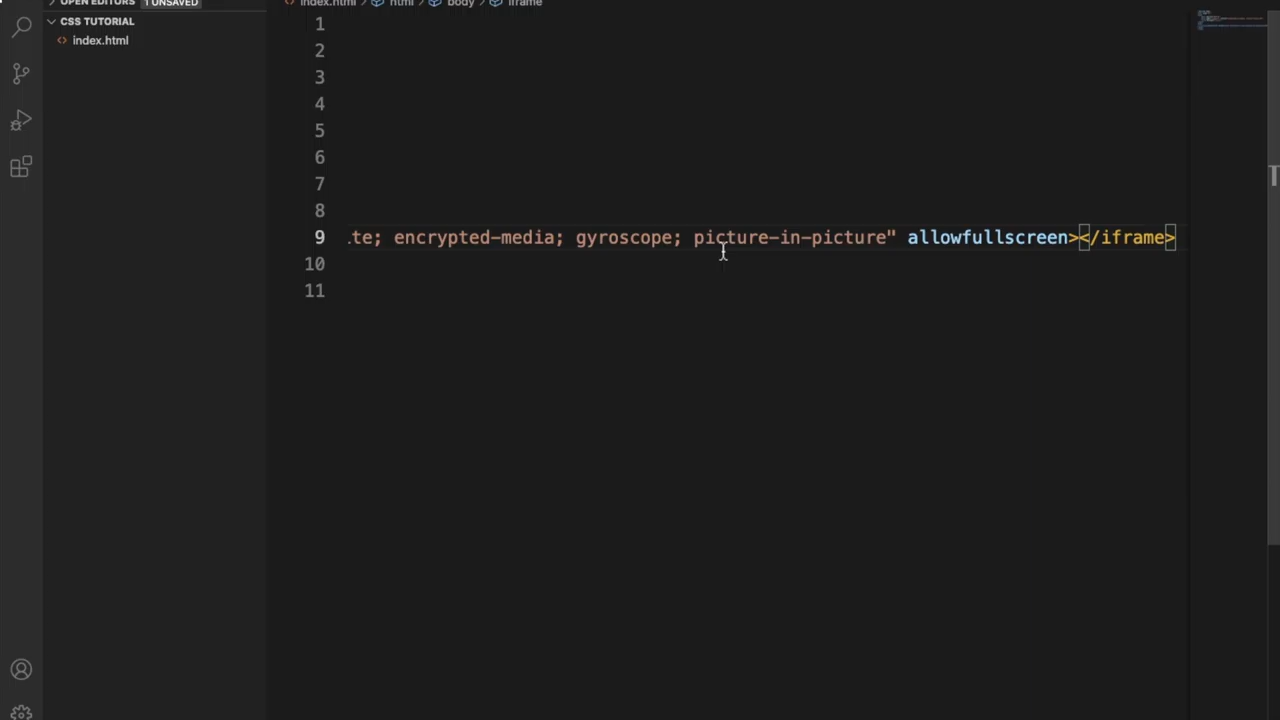 OPEN EDITORS 1 UNSAVED
index.html > html > body > iframe
CSS TUTORIAL
index.html
1
2
3
4
5
6
7
8
9 .te; encrypted-media; gyroscope; picture-in-picture" allowfullscreen></iframe>
10
11